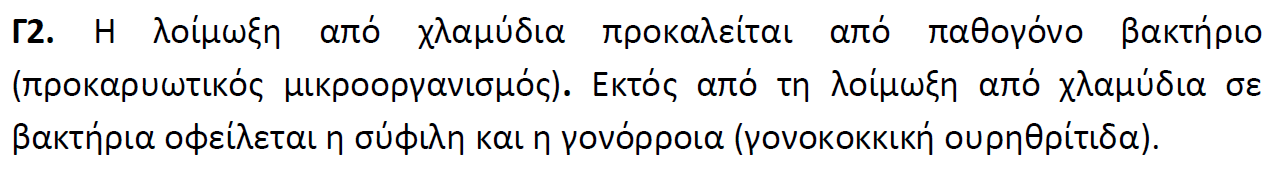 Γ2. Η λοίμωξη από χλαμύδια προκαλείται από παθογόνο βακτήριο
(προκαρυωτικός μικροοργανισμός). Εκτός από τη λοίμωξη από χλαμύδια σε
βακτήρια οφείλεται η σύφιλη και η γονόρροια (γονοκοκκική ουρηθρίτιδα).